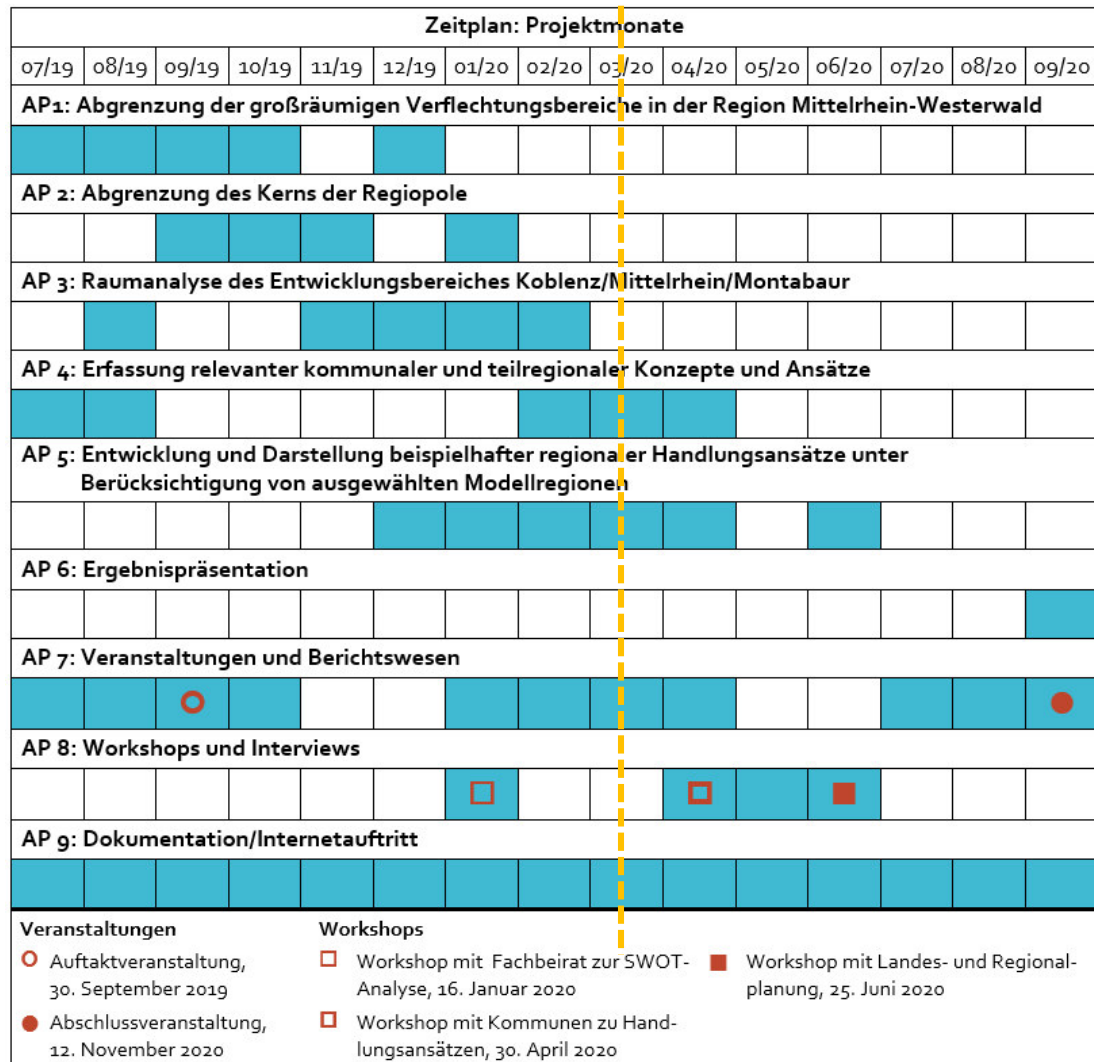 Zeitplan: Projektmonate
07/19 08/19 09/19 10/19 11/19 12/19 01/20 02/20 03/20 04/20 05/20 06/20 07/20 08/20 09/20
AP1: Abgrenzung der großräumigen Verflechtungsbereiche in der Region Mittelrhein-Westerwald
AP 2: Abgrenzung des Kerns der Regiopole
AP 3: Raumanalyse des Entwicklungsbereiches Koblenz/Mittelrhein/Montabaur
AP 4: Erfassung relevanter kommunaler und teilregionaler Konzepte und Ansätze
AP 5: Entwicklung und Darstellung beispielhafter regionaler Handlungsansätze unter
Berücksichtigung von ausgewählten Modellregionen
AP 6: Ergebnispräsentation
AP 7: Veranstaltungen und Berichtswesen
AP 8: Workshops und Interviews
AP 9: Dokumentation/Internetauftritt
Veranstaltungen
Auftaktveranstaltung,
30. September 2019
Abschlussveranstaltung,
12. November 2020
Workshops
Workshop mit Fachbeirat zur SWOT-
Analyse, 16. Januar 2020
Workshop mit Kommunen zu Hand-
lungsansätzen, 30. April 2020
Workshop mit Landes- und Regional-
planung, 25. Juni 2020